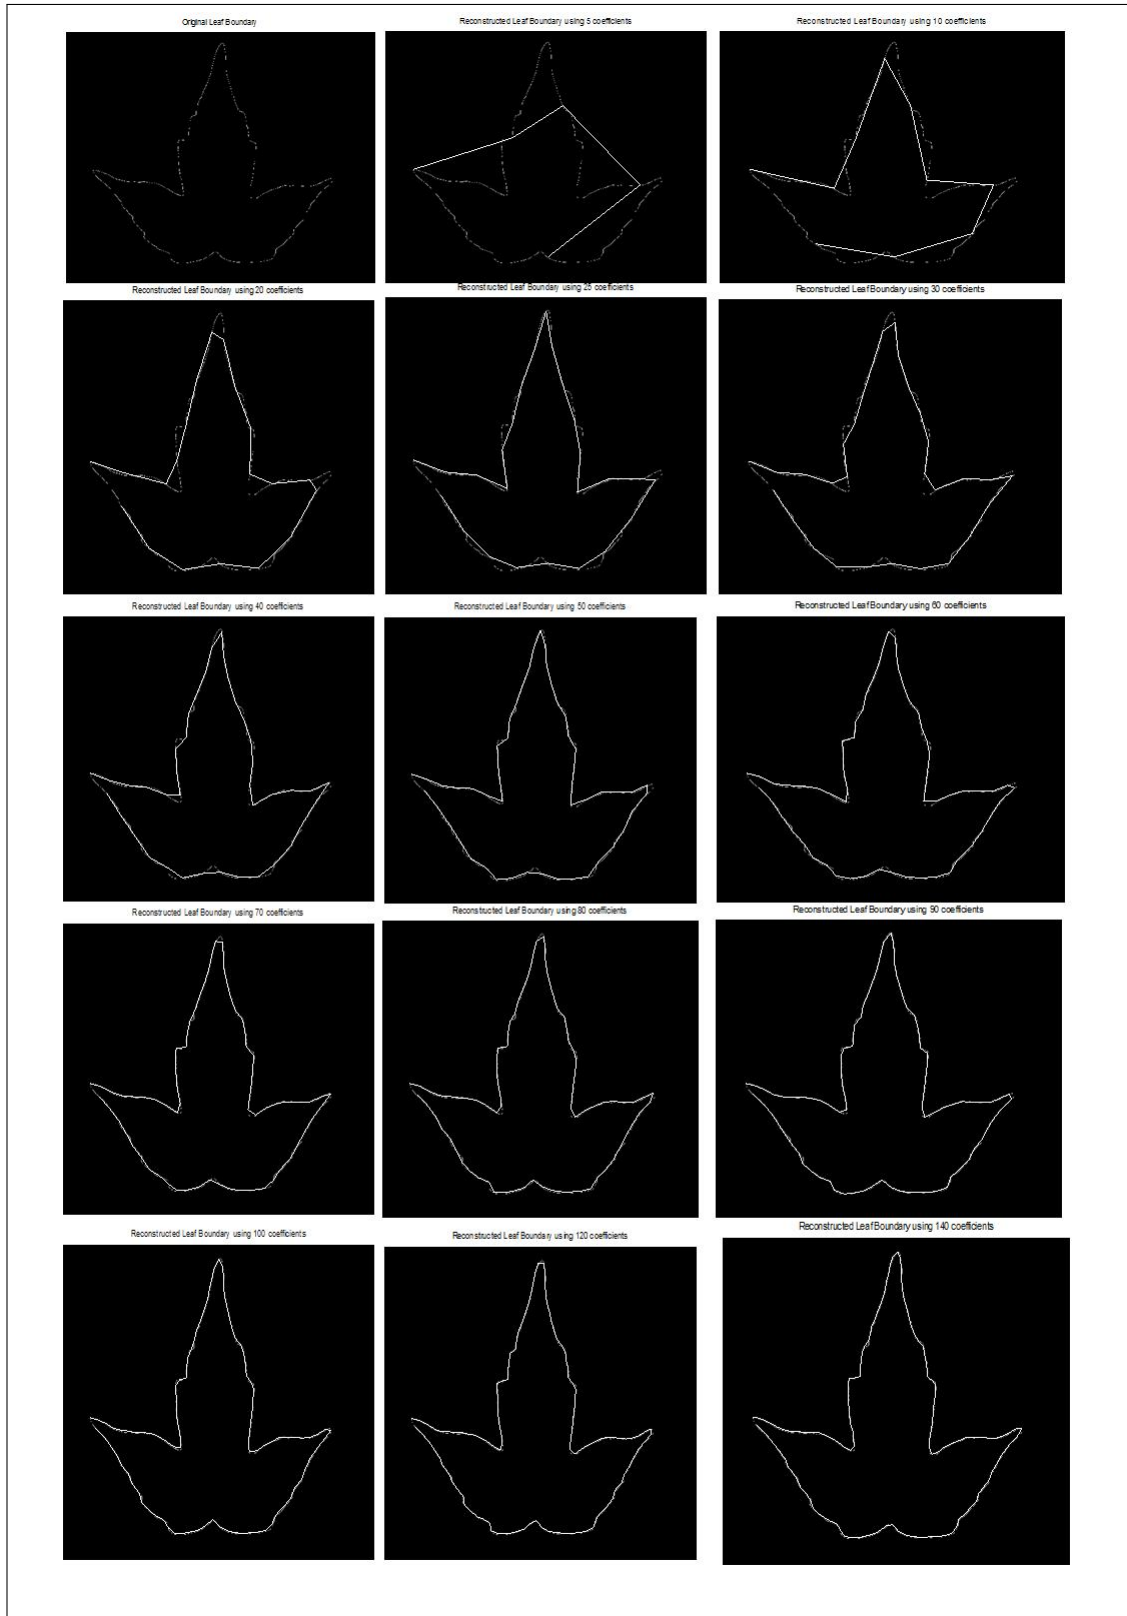 Original Leaf Boundary
Reconstructed Leaf Boundary using 5 coefficients
Reconstructed Leaf Boundary using 10 coefficients
Reconstructed Leaf Boundary using 20 coefficients
Reconstructed Leaf Boundary using 25 coefficients
Reconstructed Leaf Boundary using 30 coefficients
Reconstructed Leaf Boundary using 40 coefficients
Reconstructed Leaf Boundary using 50 coefficients
Reconstructed Leaf Boundary using 60 coefficients
Reconstructed Leaf Boundary using 70 coefficients
Reconstructed Leaf Boundary using 80 coefficients
Reconstructed Leaf Boundary using 90 coefficients
Reconstructed Leaf Boundary using 100 coefficients
Reconstructed Leaf Boundary using 120 coefficients
Reconstructed Leaf Boundary using 140 coefficients